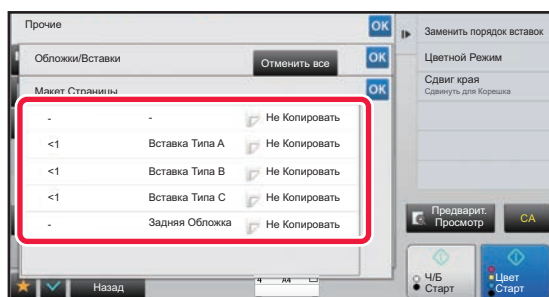 Прочие
OK
Обложки/Вставки
Отменить все
OK
Макет Страницы
OK
-
-
Не Копировать
<1
Вставка Типа A
Не Копировать
<1
Вставка Типа B
Не Копировать
<1
Вставка Типа C
Не Копировать
-
Задняя Обложка
Не Копировать
Назад
4 A4
Заменить порядок вставок
Цветной Режим
Сдвиг края
Сдвинуть для Корешка
Предварит.
Просмотр
CA
Ч/Б
Старт
Цвет
Старт